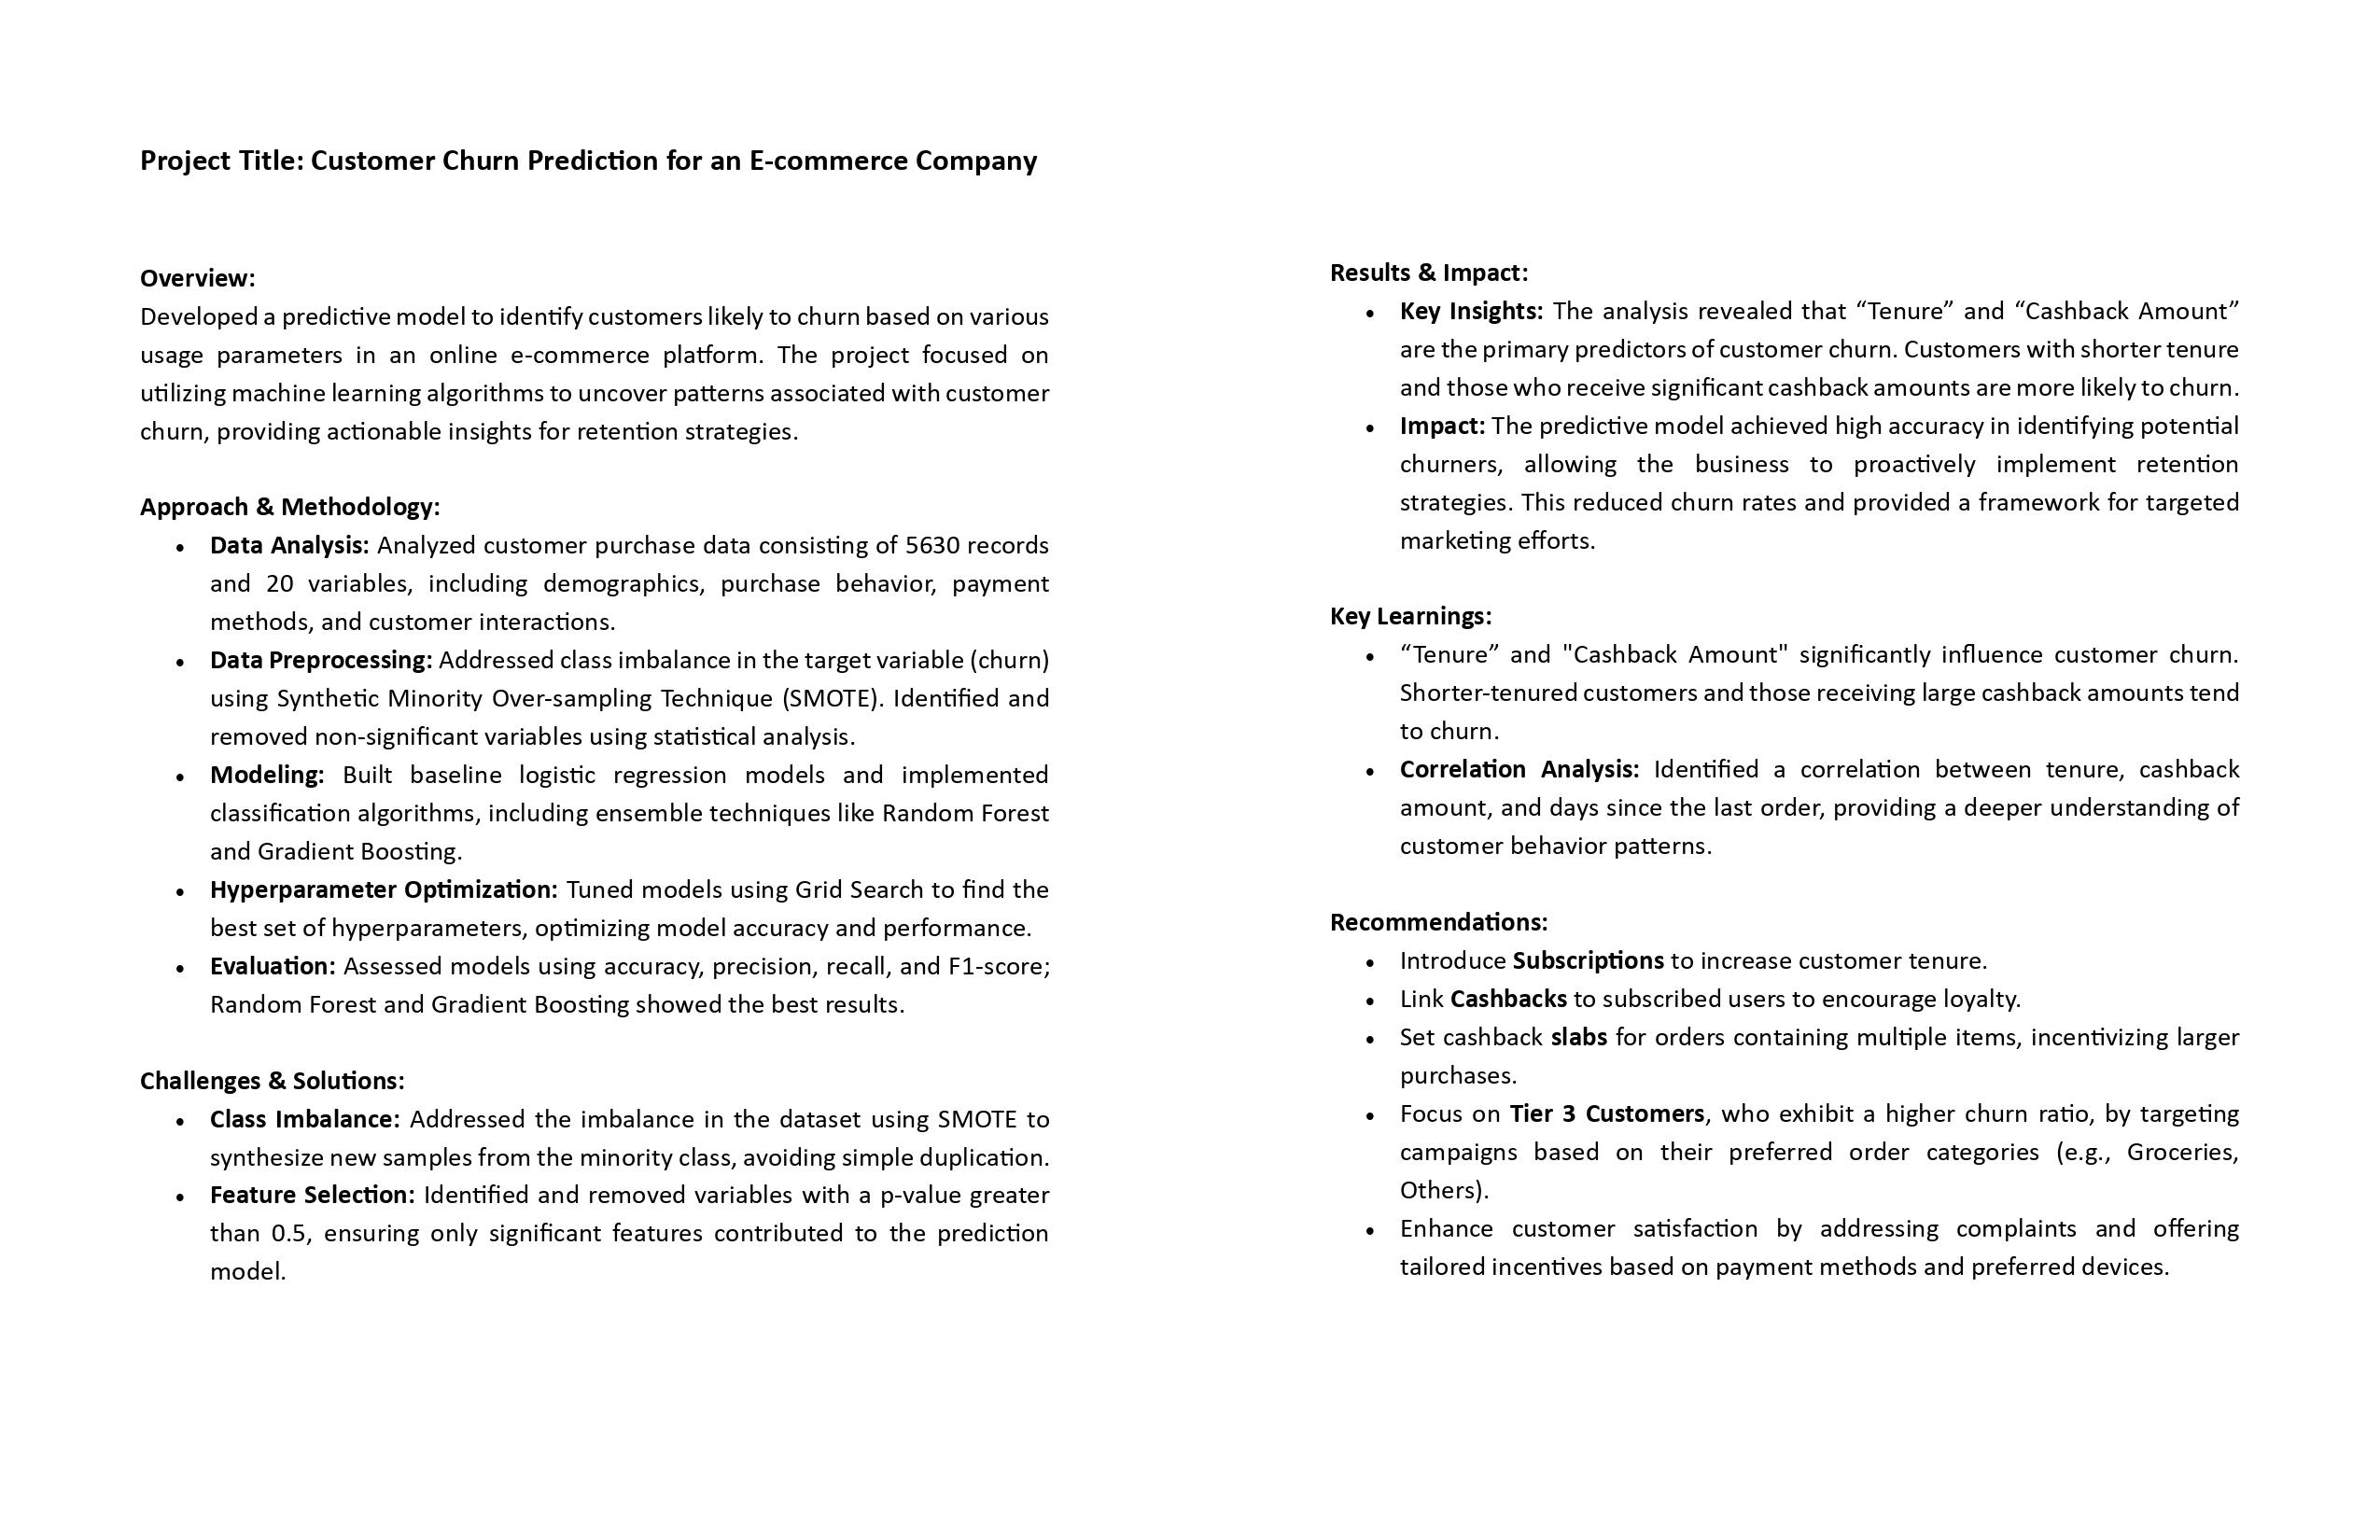 Project Title: Customer Churn Prediction for an E-commerce Company
Overview:
Developed a predictive model to identify customers likely to churn based on various
usage parameters in an online e-commerce platform. The project focused on
utilizing machine learning algorithms to uncover patterns associated with customer
churn, providing actionable insights for retention strategies.
Approach & Methodology:
• Data Analysis: Analyzed customer purchase data consisting of 5630 records
and 20 variables, including demographics, purchase behavior, payment
methods, and customer interactions.
• Data Preprocessing: Addressed class imbalance in the target variable (churn)
using Synthetic Minority Over-sampling Technique (SMOTE). Identified and
removed non-significant variables using statistical analysis.
• Modeling: Built baseline logistic regression models and implemented
classification algorithms, including ensemble techniques like Random Forest
and Gradient Boosting.
• Hyperparameter Optimization: Tuned models using Grid Search to find the
best set of hyperparameters, optimizing model accuracy and performance.
• Evaluation: Assessed models using accuracy, precision, recall, and F1-score;
Random Forest and Gradient Boosting showed the best results.
Challenges & Solutions:
• Class Imbalance: Addressed the imbalance in the dataset using SMOTE to
synthesize new samples from the minority class, avoiding simple duplication.
• Feature Selection: Identified and removed variables with a p-value greater
than 0.5, ensuring only significant features contributed to the prediction
model.
Results & Impact:
• Key Insights: The analysis revealed that “Tenure” and “Cashback Amount”
are the primary predictors of customer churn. Customers with shorter tenure
and those who receive significant cashback amounts are more likely to churn.
• Impact: The predictive model achieved high accuracy in identifying potential
churners, allowing the business to proactively implement retention
strategies. This reduced churn rates and provided a framework for targeted
marketing efforts.
Key Learnings:
• “Tenure” and "Cashback Amount" significantly influence customer churn.
Shorter-tenured customers and those receiving large cashback amounts tend
to churn.
• Correlation Analysis: Identified a correlation between tenure, cashback
amount, and days since the last order, providing a deeper understanding of
customer behavior patterns.
Recommendations:
• Introduce Subscriptions to increase customer tenure.
• Link Cashbacks to subscribed users to encourage loyalty.
• Set cashback slabs for orders containing multiple items, incentivizing larger
purchases.
• Focus on Tier 3 Customers, who exhibit a higher churn ratio, by targeting
campaigns based on their preferred order categories (e.g., Groceries,
Others).
• Enhance customer satisfaction by addressing complaints and offering
tailored incentives based on payment methods and preferred devices.